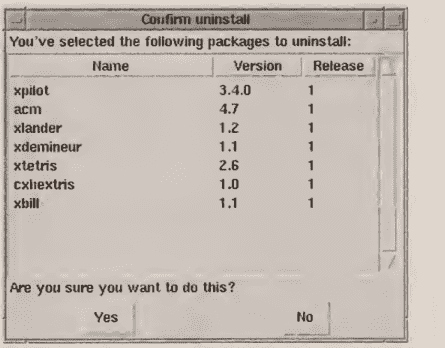 Confirm uninstall
You've selected the following packages to uninstall:
Name Version Release
xpilot 3.4.0 1
acm 4.7 1
xlander 1.2 1
xdemineur 1.1 1
xtetris 2.6 1
cxhextris 1.0 1
xbill 1.1 1
Are you sure you want to do this?
Yes No